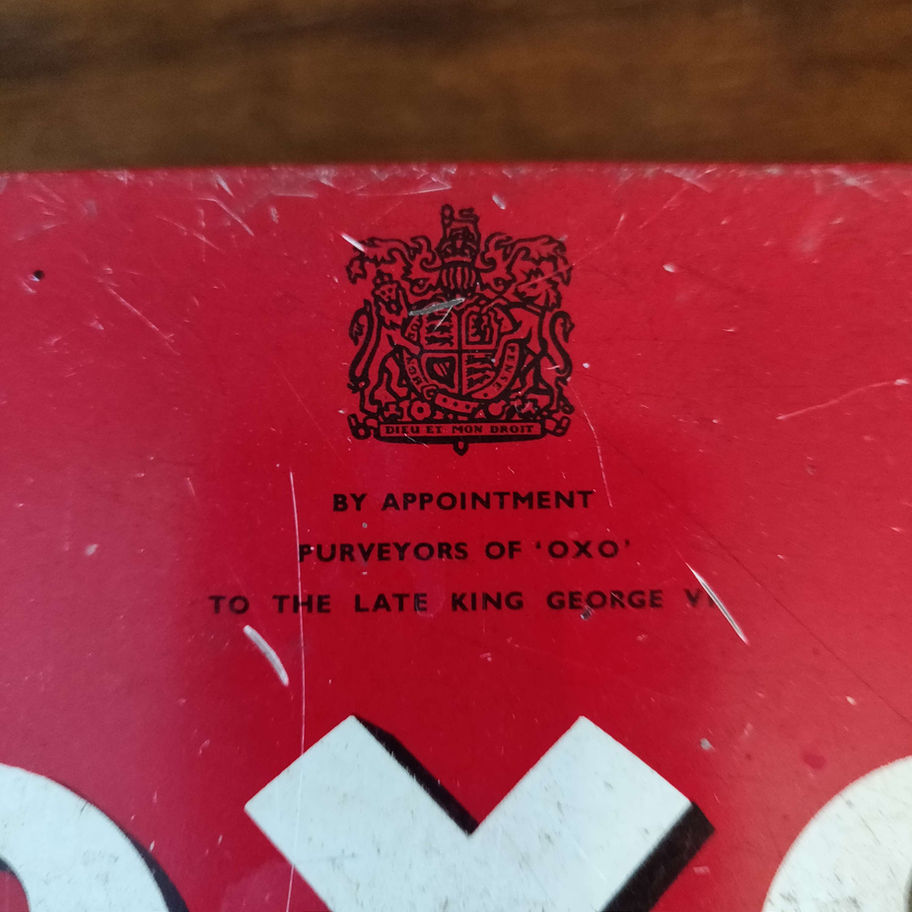 DIEU ET MON DROIT
BY APPOINTMENT
PURVEYORS OF 'OXO'
TO THE LATE KING GEORGE VI
OXO